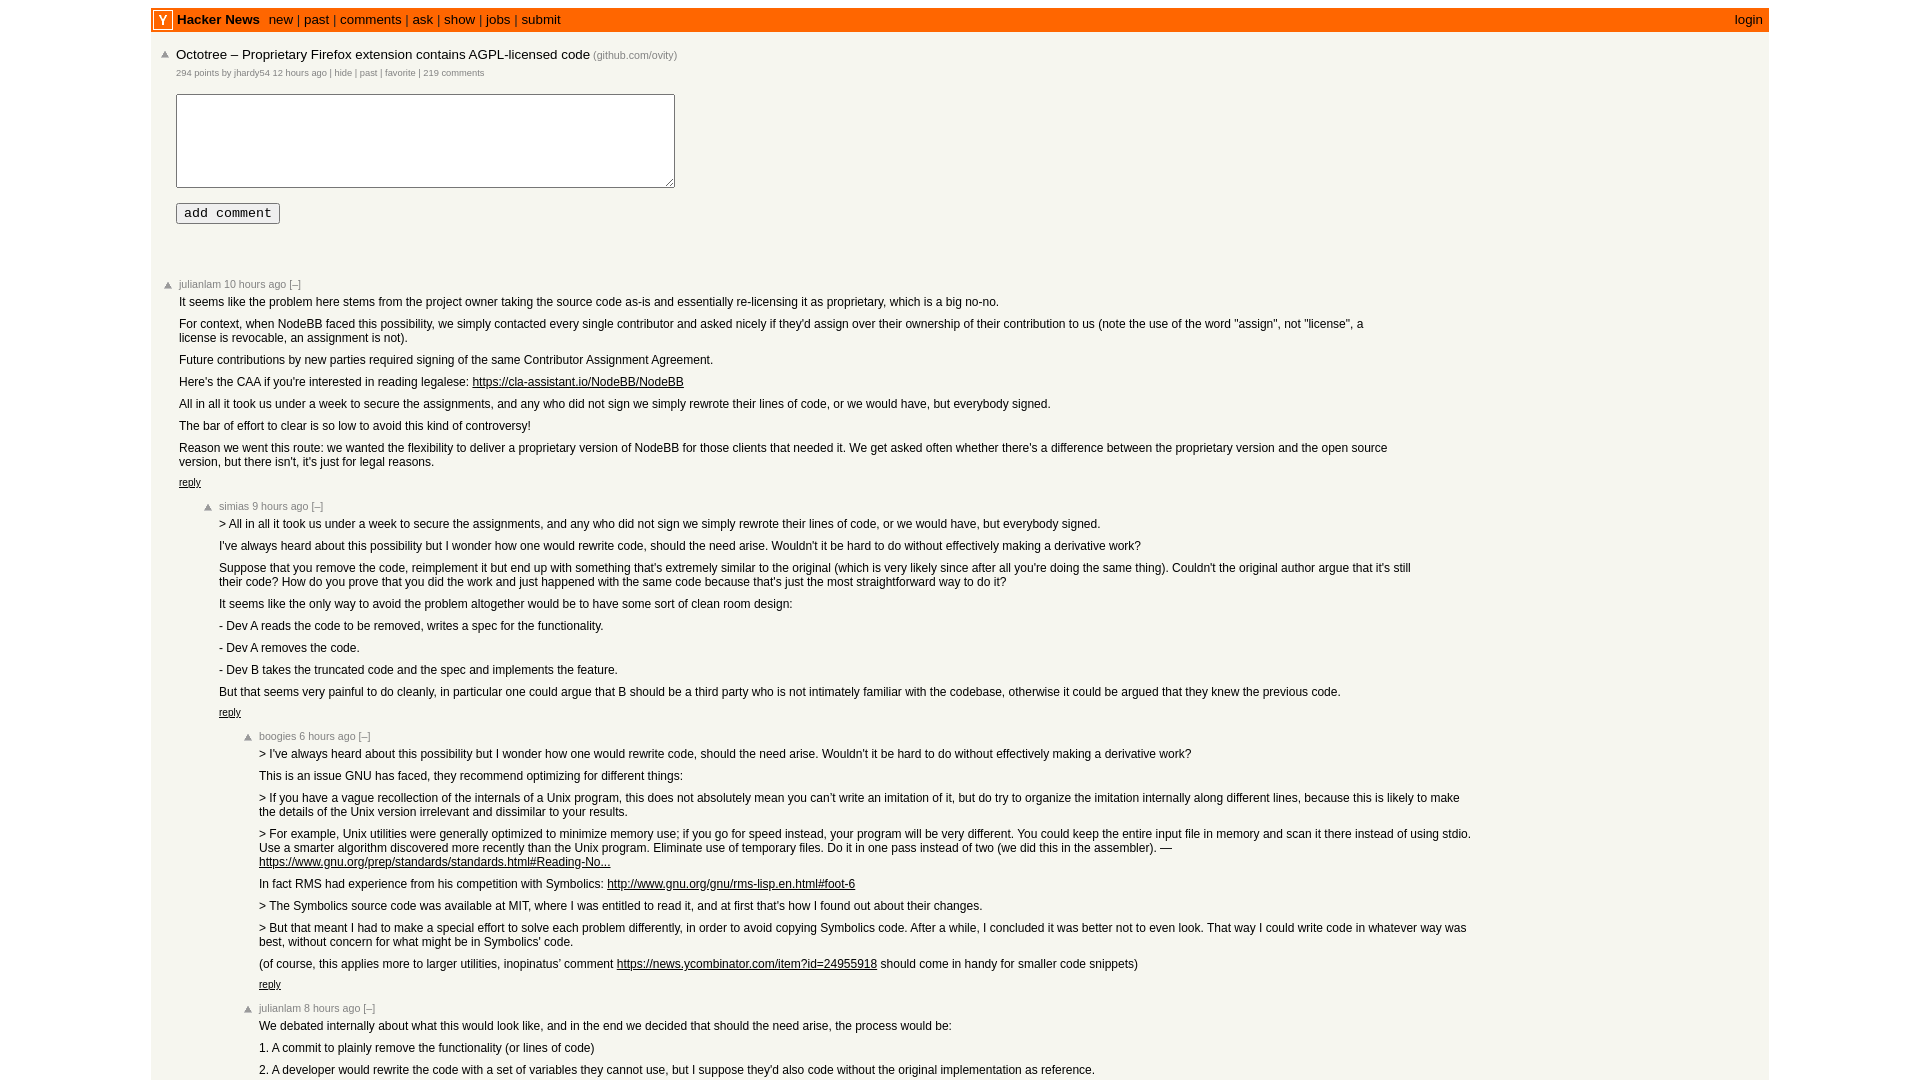 Y Hacker News new | past | comments | ask | show | jobs | submit login
Octotree – Proprietary Firefox extension contains AGPL-licensed code (github.com/ovity)
294 points by jhardy54 12 hours ago | hide | past | favorite | 219 comments
add comment
julianlam 10 hours ago [–]
It seems like the problem here stems from the project owner taking the source code as-is and essentially re-licensing it as proprietary, which is a big no-no.
For context, when NodeBB faced this possibility, we simply contacted every single contributor and asked nicely if they'd assign over their ownership of their contribution to us (note the use of the word "assign", not "license", a
license is revocable, an assignment is not).
Future contributions by new parties required signing of the same Contributor Assignment Agreement.
Here's the CAA if you're interested in reading legalese: https://cla-assistant.io/NodeBB/NodeBB
All in all it took us under a week to secure the assignments, and any who did not sign we simply rewrote their lines of code, or we would have, but everybody signed.
The bar of effort to clear is so low to avoid this kind of controversy!
Reason we went this route: we wanted the flexibility to deliver a proprietary version of NodeBB for those clients that needed it. We get asked often whether there's a difference between the proprietary version and the open source
version, but there isn't, it's just for legal reasons.
reply
simias 9 hours ago [–]
> All in all it took us under a week to secure the assignments, and any who did not sign we simply rewrote their lines of code, or we would have, but everybody signed.
I've always heard about this possibility but I wonder how one would rewrite code, should the need arise. Wouldn't it be hard to do without effectively making a derivative work?
Suppose that you remove the code, reimplement it but end up with something that's extremely similar to the original (which is very likely since after all you're doing the same thing). Couldn't the original author argue that it's still
their code? How do you prove that you did the work and just happened with the same code because that's just the most straightforward way to do it?
It seems like the only way to avoid the problem altogether would be to have some sort of clean room design:
- Dev A reads the code to be removed, writes a spec for the functionality.
- Dev A removes the code.
- Dev B takes the truncated code and the spec and implements the feature.
But that seems very painful to do cleanly, in particular one could argue that B should be a third party who is not intimately familiar with the codebase, otherwise it could be argued that they knew the previous code.
reply
boogies 6 hours ago [–]
> I've always heard about this possibility but I wonder how one would rewrite code, should the need arise. Wouldn't it be hard to do without effectively making a derivative work?
This is an issue GNU has faced, they recommend optimizing for different things:
> If you have a vague recollection of the internals of a Unix program, this does not absolutely mean you can’t write an imitation of it, but do try to organize the imitation internally along different lines, because this is likely to make
the details of the Unix version irrelevant and dissimilar to your results.
> For example, Unix utilities were generally optimized to minimize memory use; if you go for speed instead, your program will be very different. You could keep the entire input file in memory and scan it there instead of using stdio.
Use a smarter algorithm discovered more recently than the Unix program. Eliminate use of temporary files. Do it in one pass instead of two (we did this in the assembler). —
https://www.gnu.org/prep/standards/standards.html#Reading-No...
In fact RMS had experience from his competition with Symbolics: http://www.gnu.org/gnu/rms-lisp.en.html#foot-6
> The Symbolics source code was available at MIT, where I was entitled to read it, and at first that's how I found out about their changes.
> But that meant I had to make a special effort to solve each problem differently, in order to avoid copying Symbolics code. After a while, I concluded it was better not to even look. That way I could write code in whatever way was
best, without concern for what might be in Symbolics' code.
(of course, this applies more to larger utilities, inopinatus’ comment https://news.ycombinator.com/item?id=24955918 should come in handy for smaller code snippets)
reply
julianlam 8 hours ago [–]
We debated internally about what this would look like, and in the end we decided that should the need arise, the process would be:
1. A commit to plainly remove the functionality (or lines of code)
2. A developer would rewrite the code with a set of variables they cannot use, but I suppose they'd also code without the original implementation as reference.